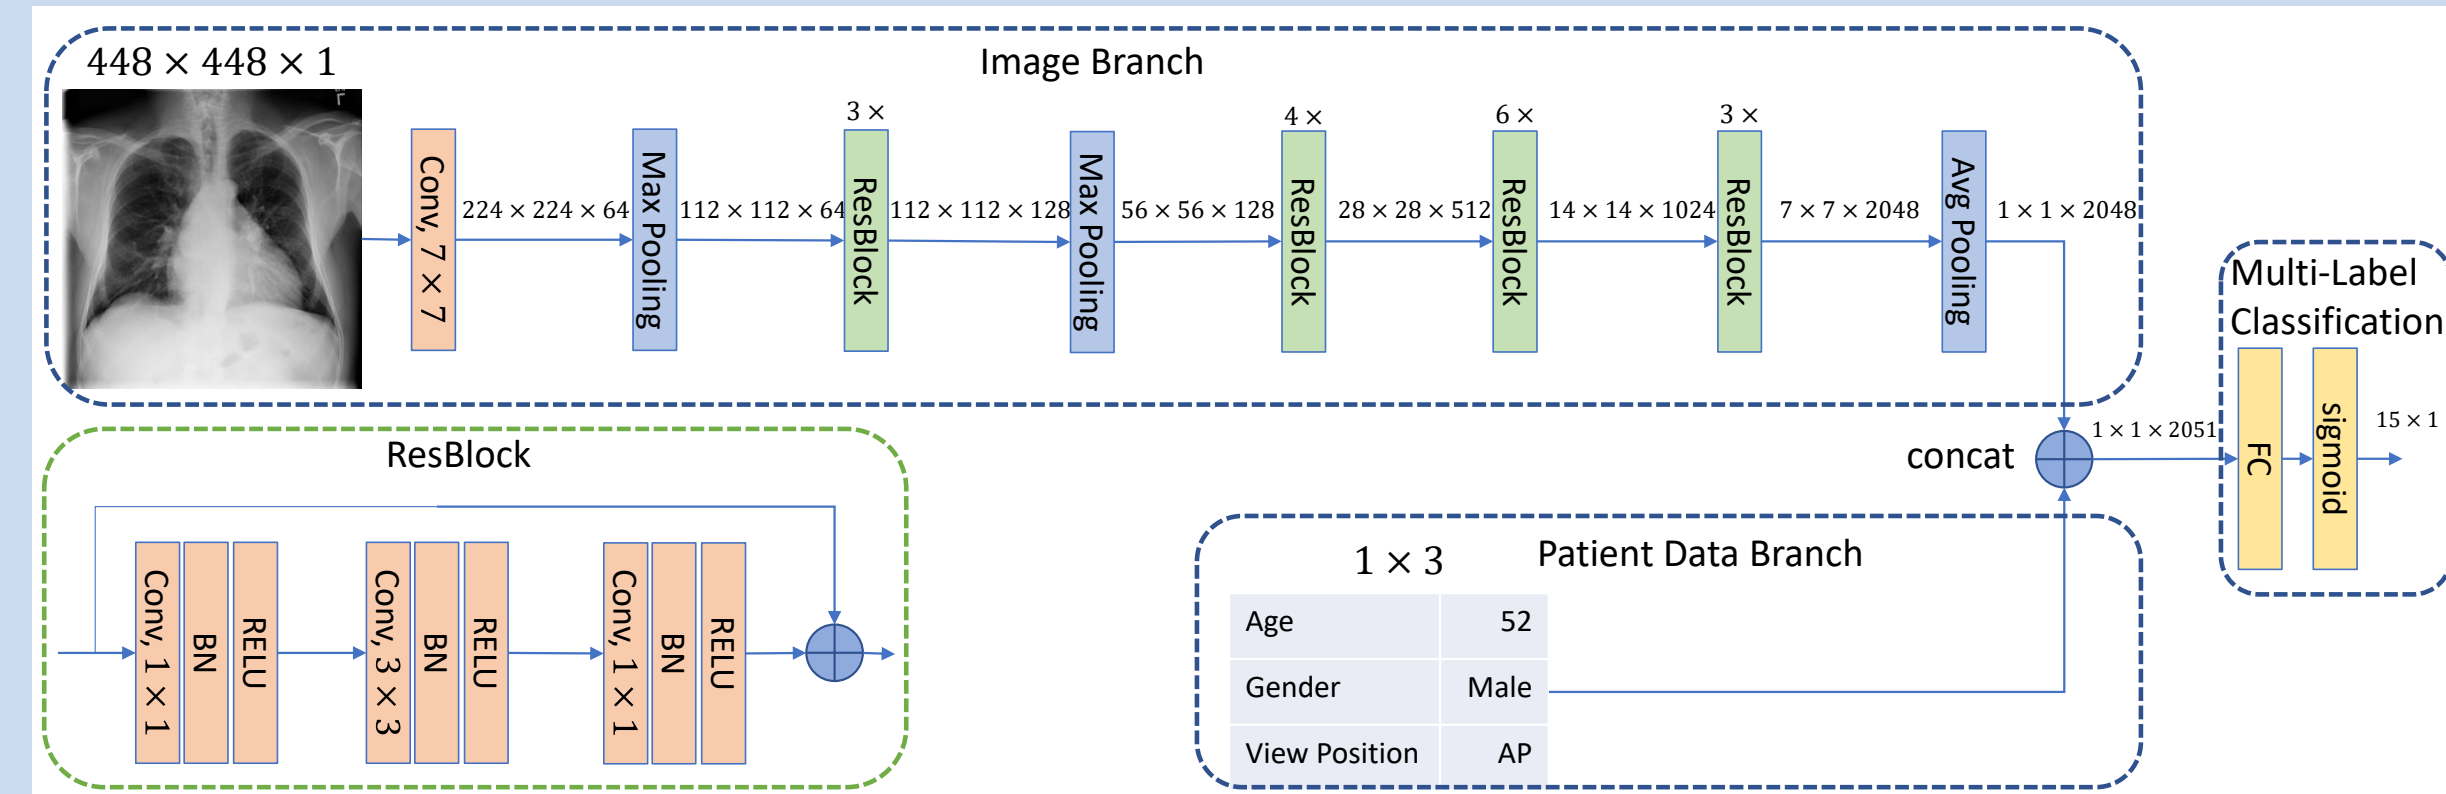 448 × 448 × 1
Image Branch
3 ×
4 ×
6 ×
3 ×
Conv, 7 × 7
224 × 224 × 64
Max Pooling
112 × 112 × 64
ResBlock
112 × 112 × 128
Max Pooling
56 × 56 × 128
ResBlock
28 × 28 × 512
ResBlock
14 × 14 × 1024
ResBlock
7 × 7 × 2048
Avg Pooling
1 × 1 × 2048
Multi-Label
Classification
concat
1 × 1 × 2051
FC
sigmoid
15 × 1
ResBlock
Conv, 1 × 1
BN
RELU
Conv, 3 × 3
BN
RELU
Conv, 1 × 1
BN
RELU
1 × 3
Patient Data Branch
Age 52
Gender Male
View Position AP